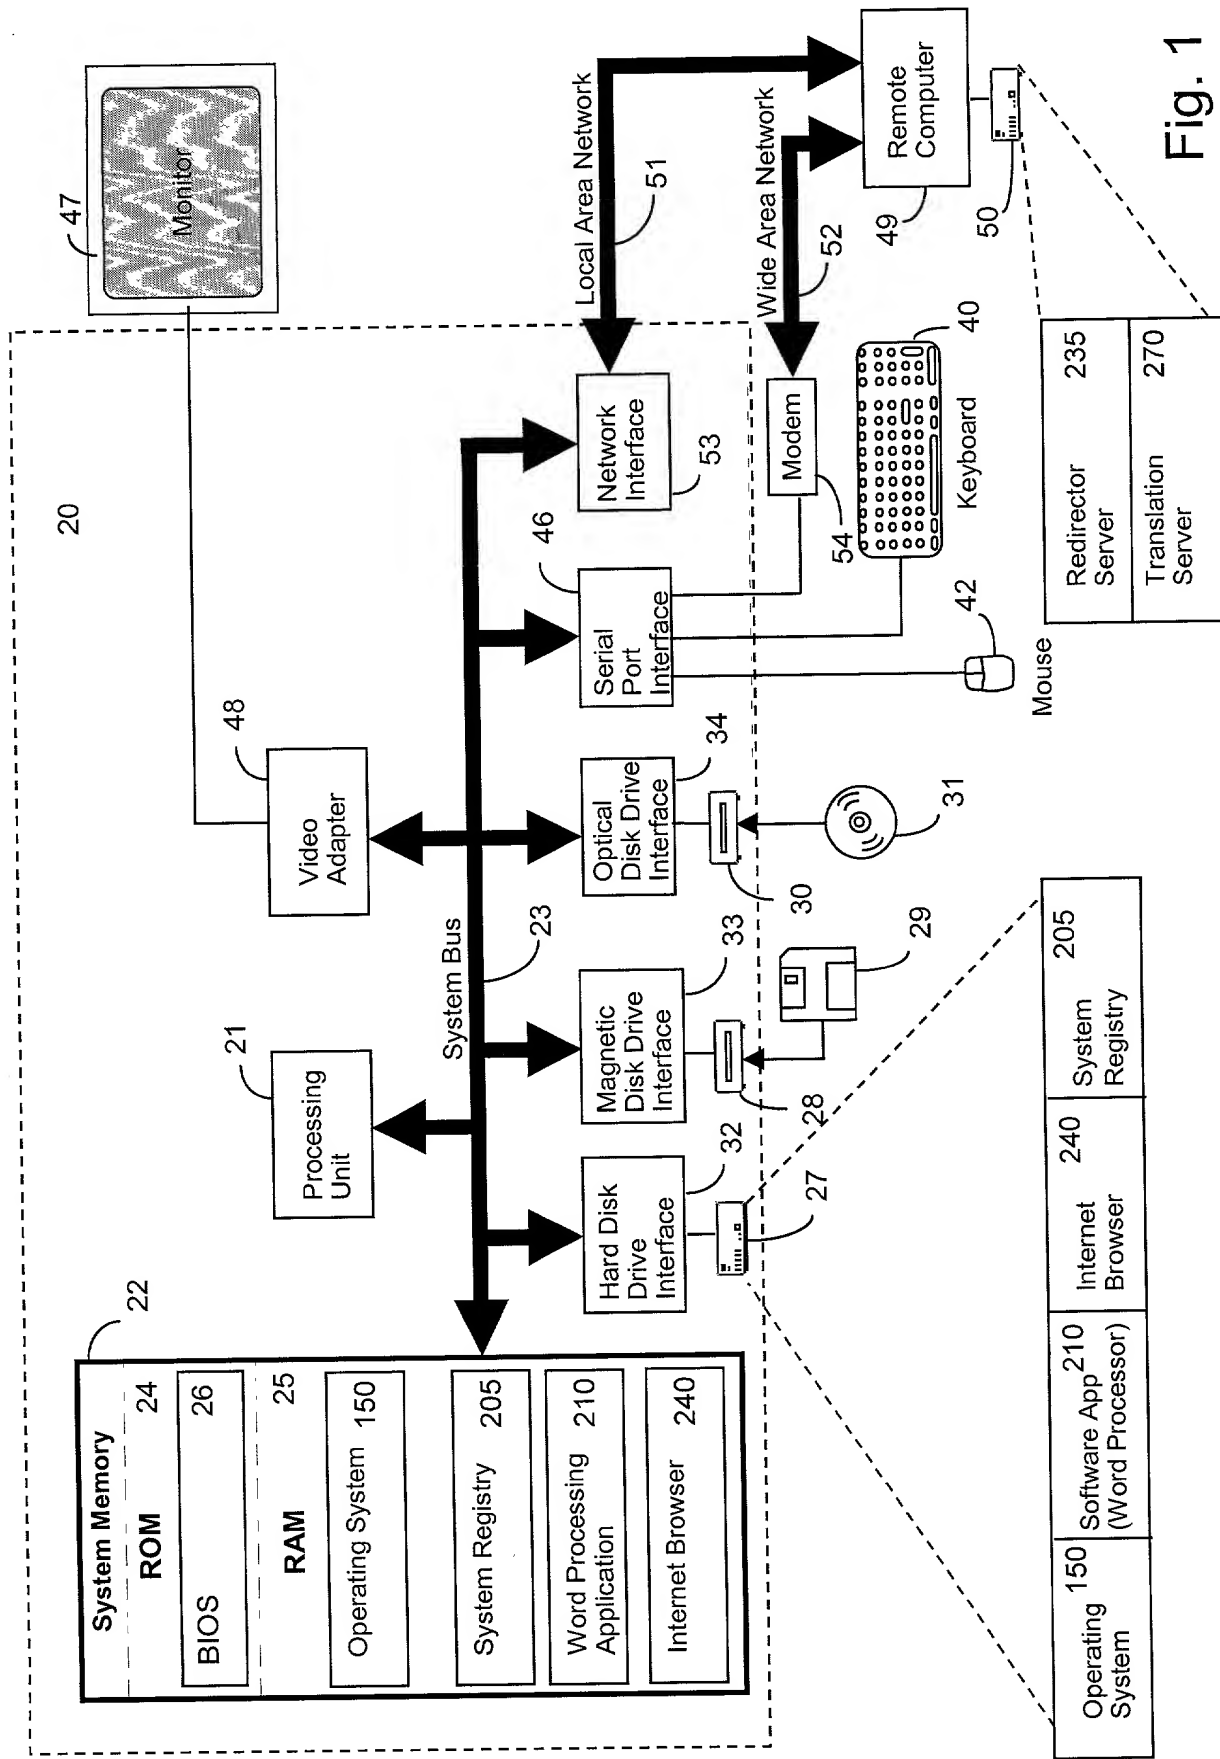 System Memory
22
ROM
24
BIOS
26
RAM
25
Operating System 150
System Registry
205
Word Processing
Application
210
Internet Browser
240
Processing
Unit
21
Video
Adapter
48
20
47
Monitor
System Bus
23
Hard Disk
Drive
Interface
32
Magnetic
Disk Drive
Interface
33
Optical
Disk Drive
Interface
34
Serial
Port
Interface
46
Network
Interface
53
Local Area Network
51
27
28
29
30
31
Modem
54
Wide Area Network
52
Mouse
42
Keyboard
40
Remote
Computer
49
50
Operating
System
150
Software App
(Word Processor)
210
Internet
Browser
240
System
Registry
205
Redirector
Server
235
Translation
Server
270
Fig. 1